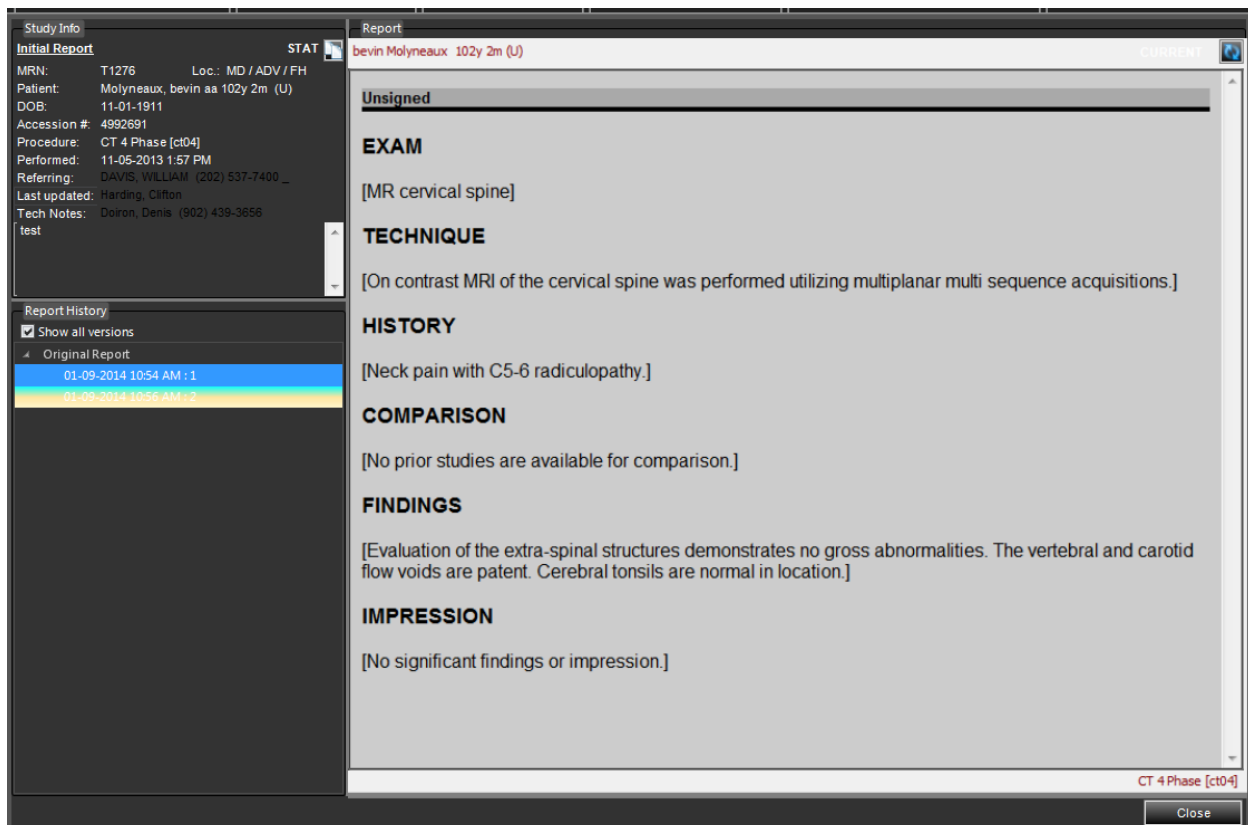 Study Info
Initial Report STAT
MRN: T1276 Loc.: MD / ADV / FH
Patient: Molyneaux, bevin aa 102y 2m (U)
DOB: 11-01-1911
Accession #: 4992691
Procedure: CT 4 Phase [ct04]
Performed: 11-05-2013 1:57 PM
Referring: DAVIS, WILLIAM (202) 537-7400 _
Last updated: Harding, Clifton
Tech Notes: Doiron, Denis (902) 439-3656
test
Report History
Show all versions
Original Report
01-09-2014 10:54 AM : 1
01-09-2014 10:56 AM : 2
Report
bevin Molyneaux 102y 2m (U) CURRENT
Unsigned
EXAM
[MR cervical spine]
TECHNIQUE
[On contrast MRI of the cervical spine was performed utilizing multiplanar multi sequence acquisitions.]
HISTORY
[Neck pain with C5-6 radiculopathy.]
COMPARISON
[No prior studies are available for comparison.]
FINDINGS
[Evaluation of the extra-spinal structures demonstrates no gross abnormalities. The vertebral and carotid
flow voids are patent. Cerebral tonsils are normal in location.]
IMPRESSION
[No significant findings or impression.]
CT 4 Phase [ct04]
Close